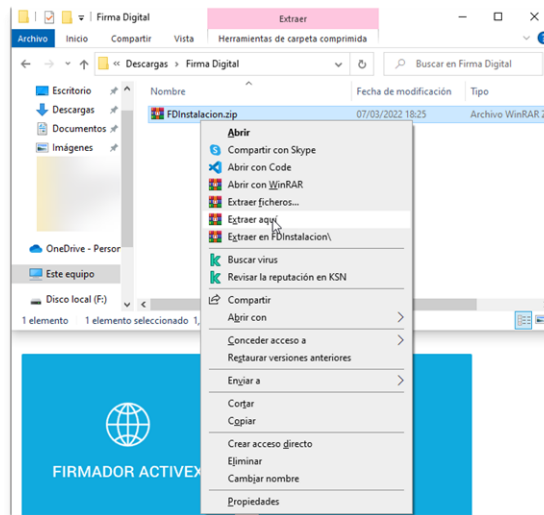 Firma Digital
Extraer
Archivo Inicio Compartir Vista Herramientas de carpeta comprimida
« Descargas > Firma Digital
Buscar en Firma Digital
Nombre Fecha de modificación Tipo
FDInstalacion.zip 07/03/2022 18:25 Archivo WinRAR Z
Escritorio
Descargas
Documentos
Imágenes
OneDrive - Persor
Este equipo
Disco local (F:)
1 elemento 1 elemento seleccionado 1,
Abrir
Compartir con Skype
Abrir con Code
Abrir con WinRAR
Extraer ficheros...
Extraer aquí
Extraer en FDInstalacion\
Buscar virus
Revisar la reputación en KSN
Compartir
Abrir con
Conceder acceso a
Restaurar versiones anteriores
Enviar a
Cortar
Copiar
Crear acceso directo
Eliminar
Cambiar nombre
Propiedades
FIRMADOR ACTIVEX